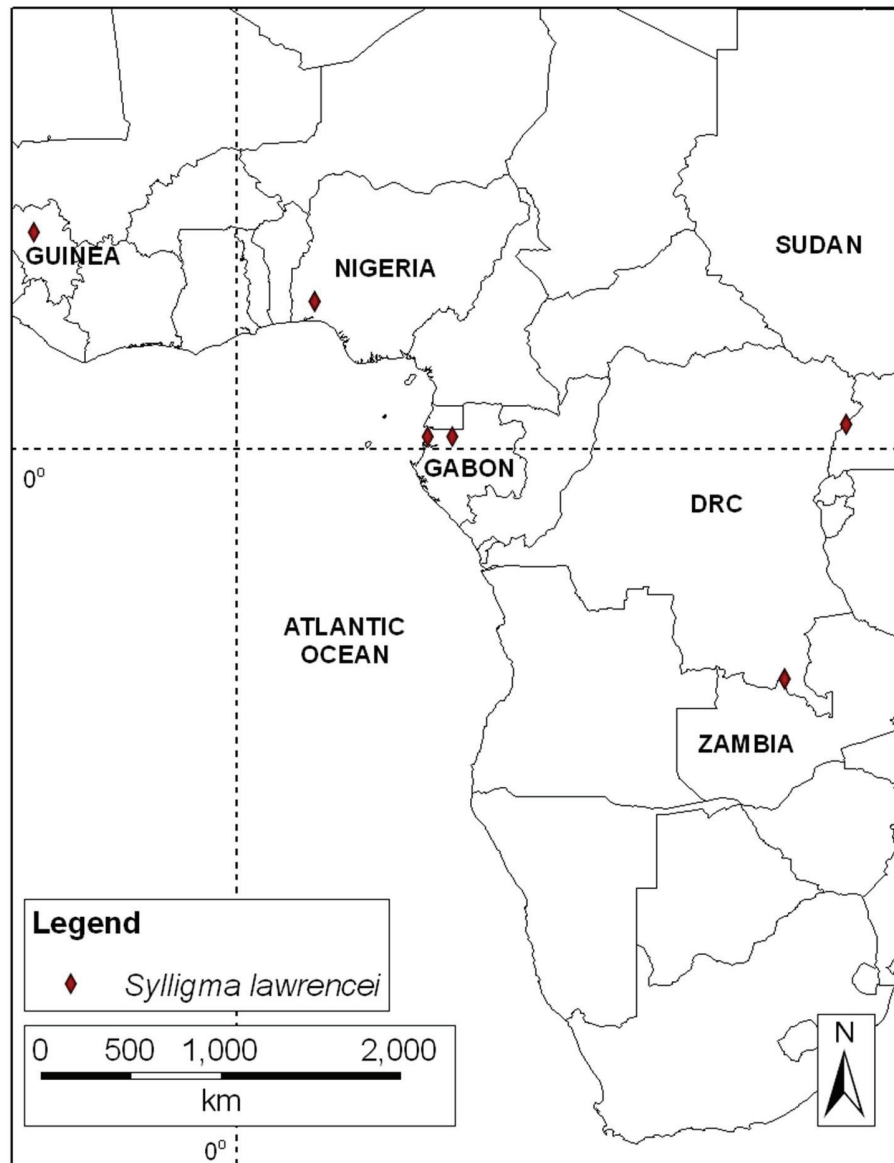 SUDAN
GUINEA
NIGERIA
GABON
0°
DRC
ATLANTIC
OCEAN
ZAMBIA
Legend
Sylligma lawrencei
0 500 1,000 2,000
km
N
0°